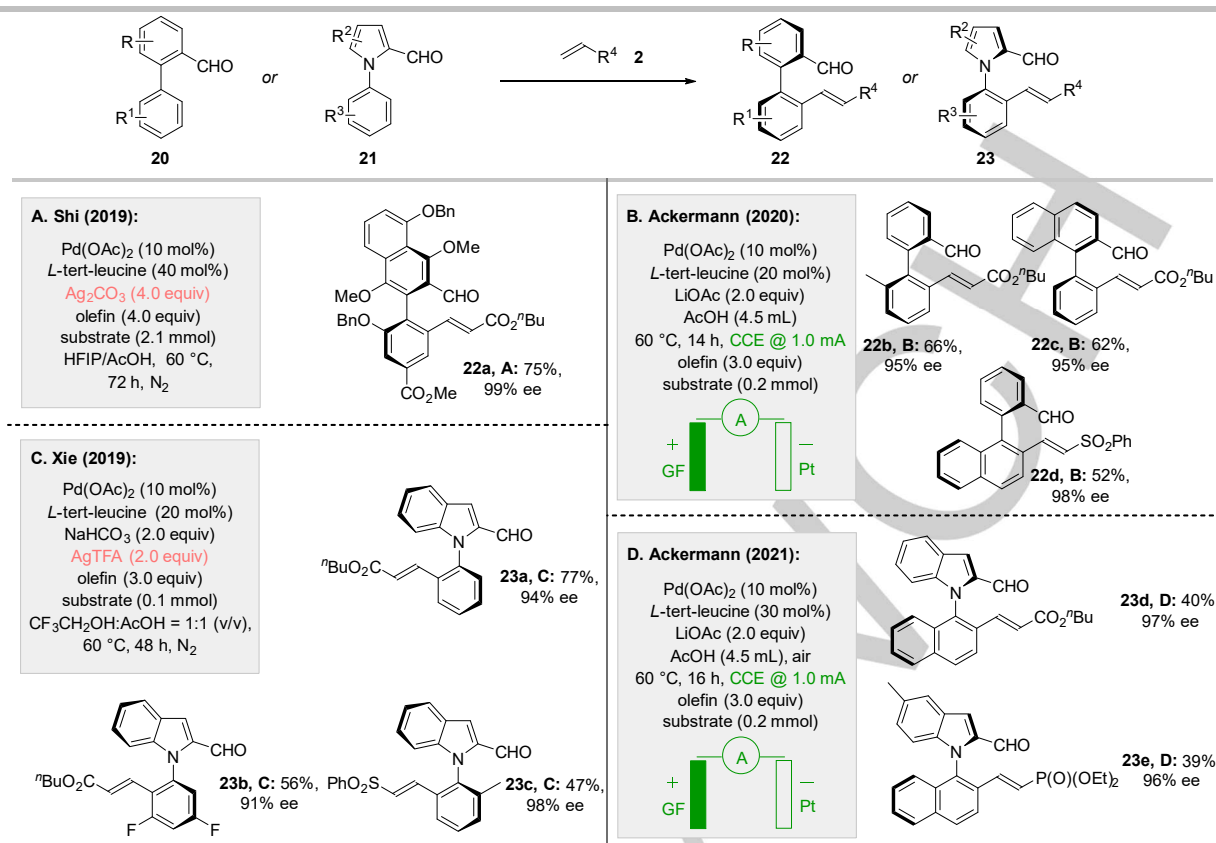 R
CHO
R¹
20
or
R²
N
CHO
R³
21
R⁴ 2
R
CHO
R⁴
R¹
22
or
R²
N
CHO
R⁴
R³
23
A. Shi (2019):
Pd(OAc)₂ (10 mol%)
L-tert-leucine (40 mol%)
Ag₂CO₃ (4.0 equiv)
olefin (4.0 equiv)
substrate (2.1 mmol)
HFIP/AcOH, 60 °C,
72 h, N₂
OBn
OMe
MeO
CHO
BnO
CO₂ⁿBu
CO₂Me
22a, A: 75%,
99% ee
B. Ackermann (2020):
Pd(OAc)₂ (10 mol%)
L-tert-leucine (20 mol%)
LiOAc (2.0 equiv)
AcOH (4.5 mL)
60 °C, 14 h, CCE @ 1.0 mA
olefin (3.0 equiv)
substrate (0.2 mmol)
A
+
GF
−
Pt
CHO
CO₂ⁿBu
22b, B: 66%,
95% ee
CHO
CO₂ⁿBu
22c, B: 62%,
95% ee
CHO
SO₂Ph
22d, B: 52%,
98% ee
C. Xie (2019):
Pd(OAc)₂ (10 mol%)
L-tert-leucine (20 mol%)
NaHCO₃ (2.0 equiv)
AgTFA (2.0 equiv)
olefin (3.0 equiv)
substrate (0.1 mmol)
CF₃CH₂OH:AcOH = 1:1 (v/v),
60 °C, 48 h, N₂
N
CHO
ⁿBuO₂C
23a, C: 77%,
94% ee
N
CHO
ⁿBuO₂C
F
F
23b, C: 56%,
91% ee
N
CHO
PhO₂S
23c, C: 47%,
98% ee
D. Ackermann (2021):
Pd(OAc)₂ (10 mol%)
L-tert-leucine (30 mol%)
LiOAc (2.0 equiv)
AcOH (4.5 mL), air
60 °C, 16 h, CCE @ 1.0 mA
olefin (3.0 equiv)
substrate (0.2 mmol)
A
+
GF
−
Pt
N
CHO
CO₂ⁿBu
23d, D: 40%
97% ee
N
CHO
P(O)(OEt)₂
23e, D: 39%
96% ee